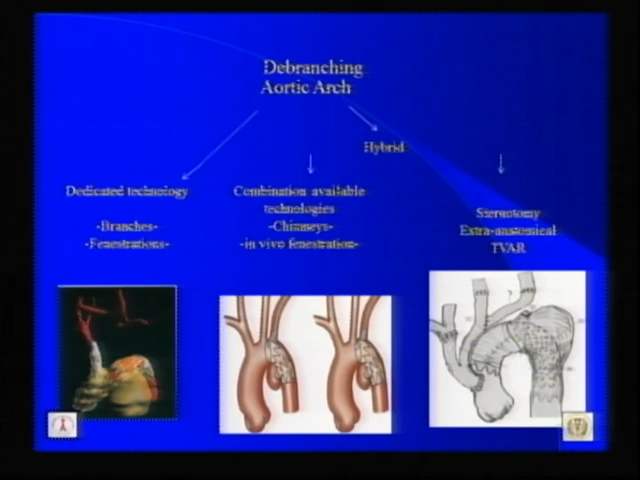 Debranching
Aortic Arch
Hybrid
Dedicated technology
-Branches-
-Fenestrations-
Combination available
technologies
-Chimneys-
-in vivo fenestration-
Sternotomy
Extra-anatomical
TVAR